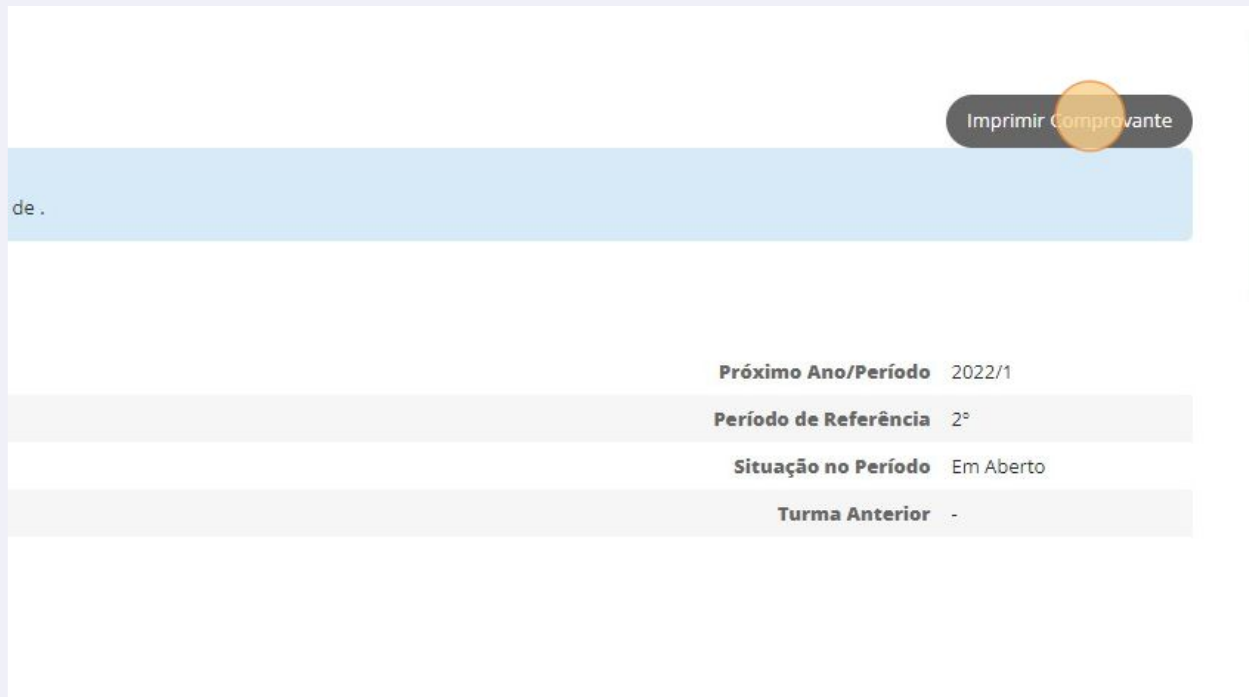 Imprimir Comprovante
de .
Próximo Ano/Período 2022/1
Período de Referência 2º
Situação no Período Em Aberto
Turma Anterior -